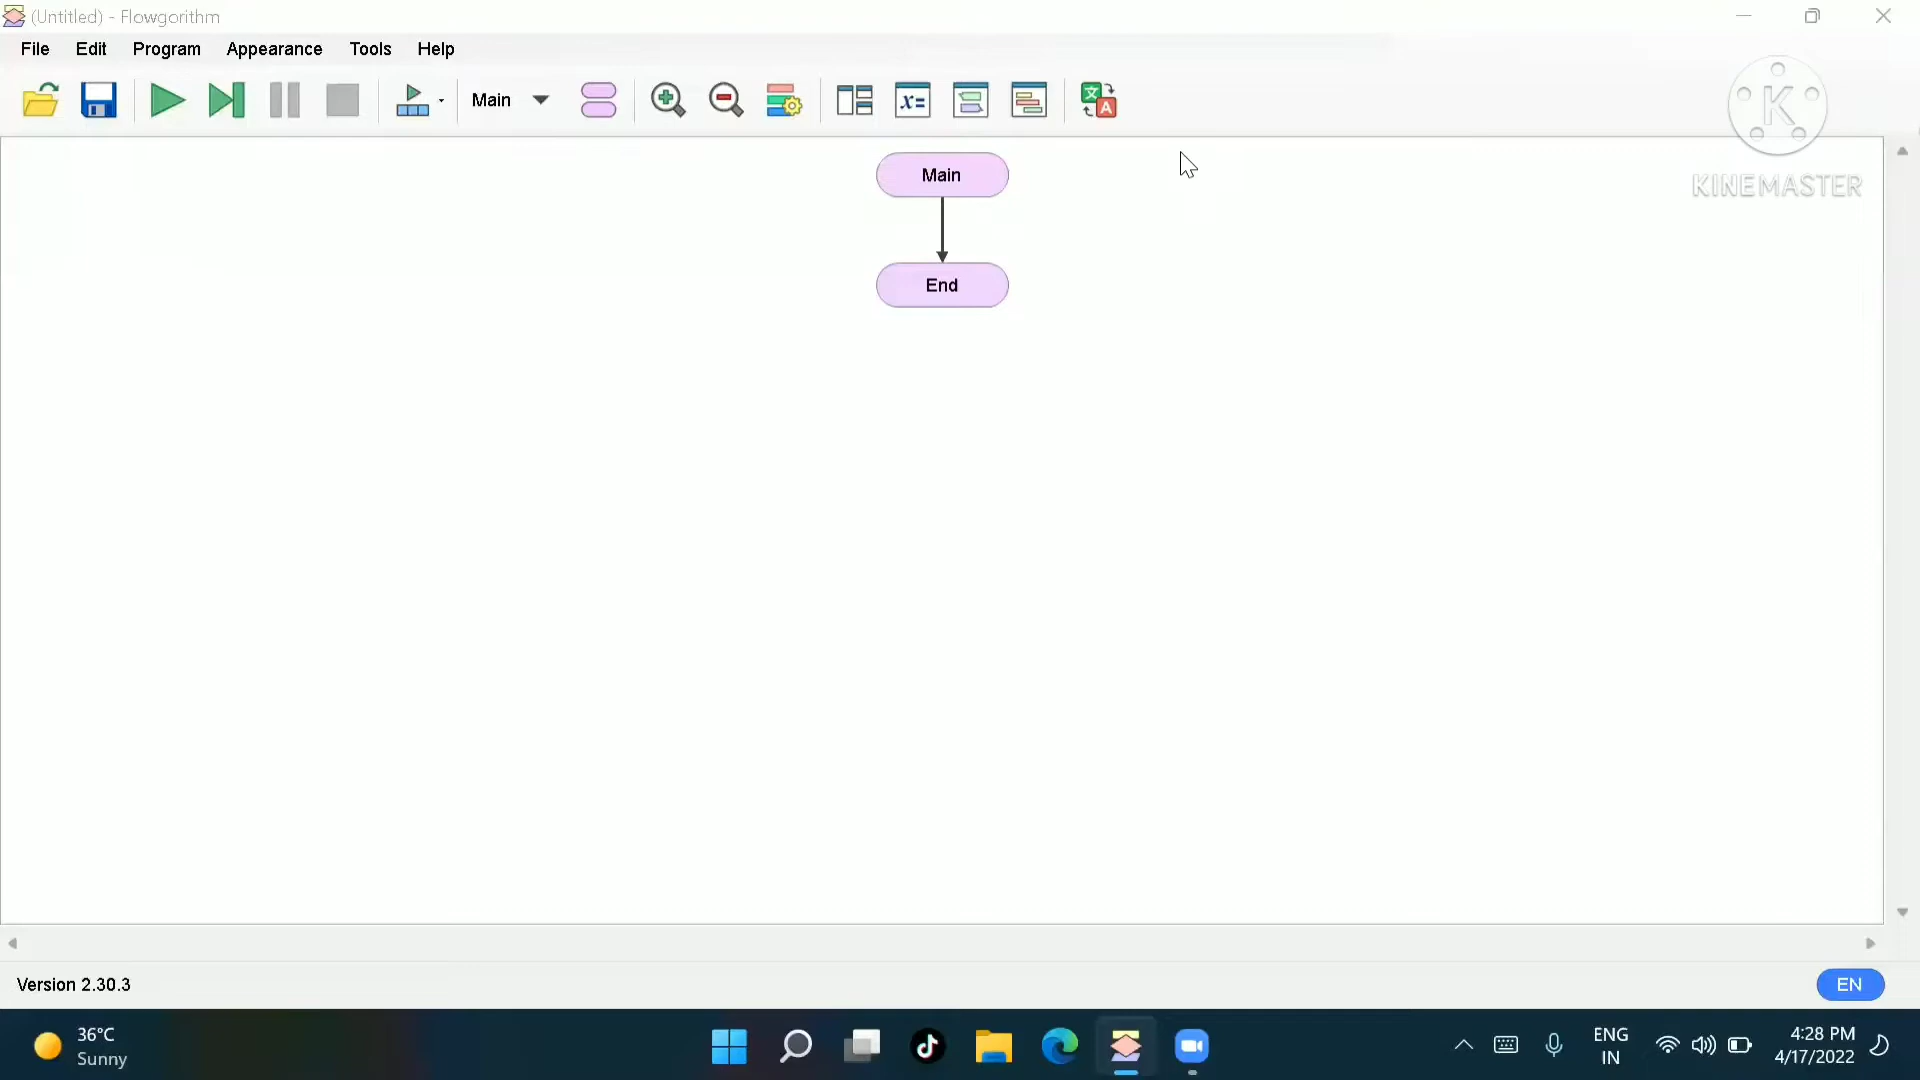 (Untitled) - Flowgorithm
File Edit Program Appearance Tools Help
Main
x=
文
A
K
KINEMASTER
Main
End
Version 2.30.3
EN
36°C
Sunny
ENG
IN
4:28 PM
4/17/2022